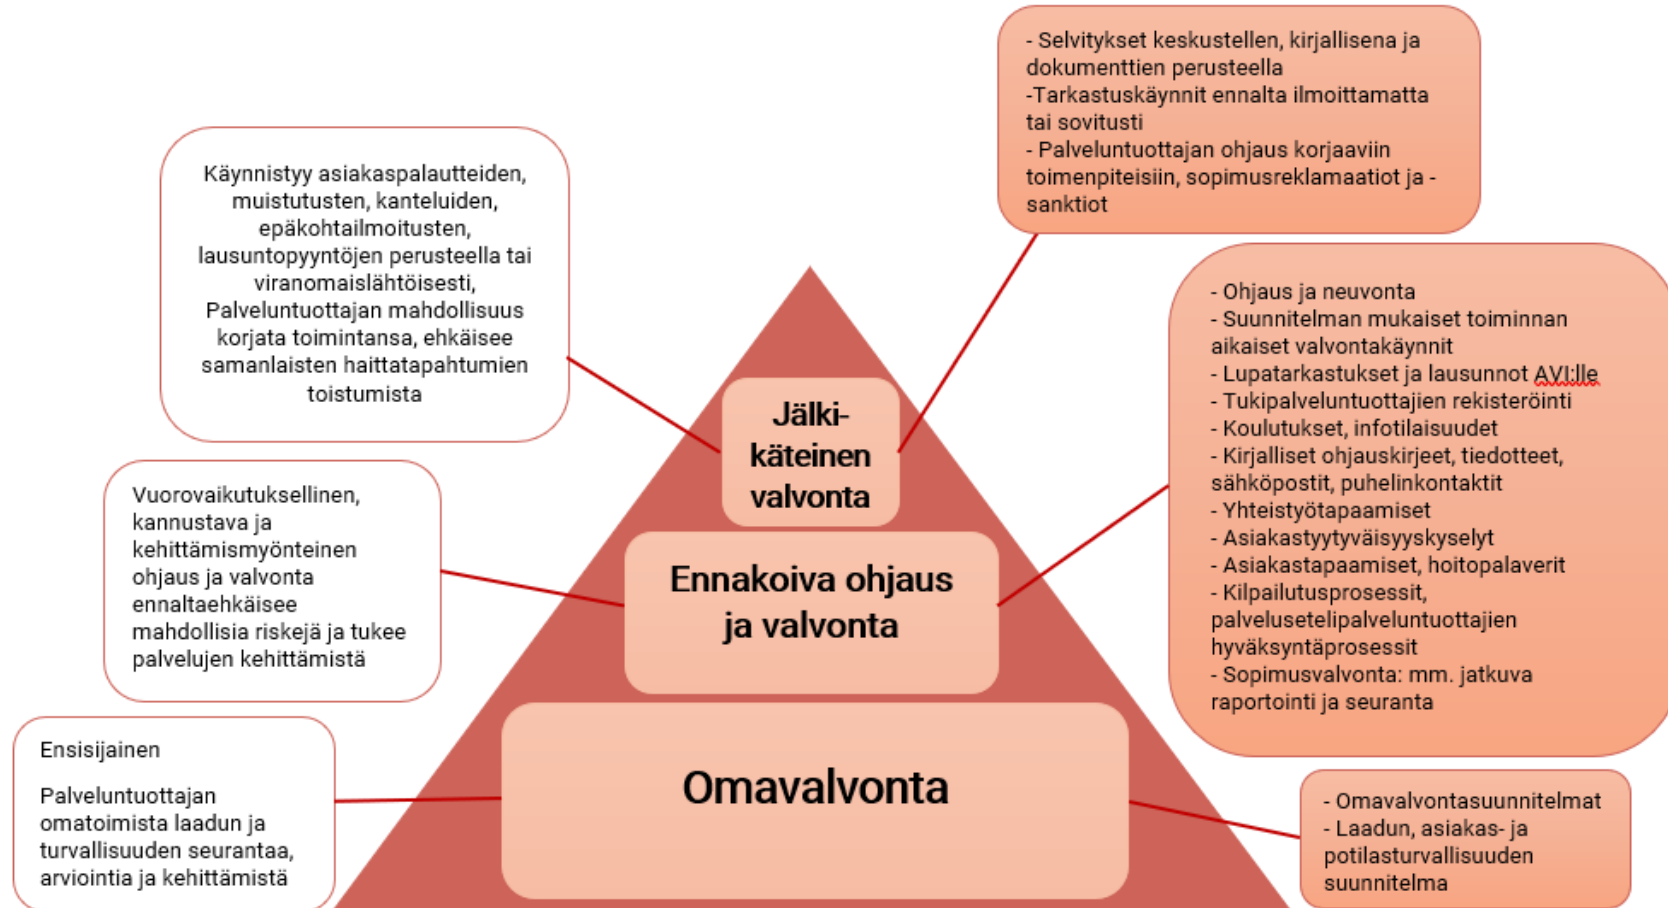 - Selvitykset keskustellen, kirjallisena ja
dokumenttien perusteella
-Tarkastuskäynnit ennalta ilmoittamatta
tai sovitusti
- Palveluntuottajan ohjaus korjaaviin
toimenpiteisiin, sopimusreklamaatiot ja -
sanktiot
Käynnistyy asiakaspalautteiden,
muistutusten, kanteluiden,
epäkohtailmoitusten,
lausuntopyyntöjen perusteella tai
viranomaislähtöisesti,
Palveluntuottajan mahdollisuus
korjata toimintansa, ehkäisee
samanlaisten haittatapahtumien
toistumista
Jälki-
käteinen
valvonta
- Ohjaus ja neuvonta
- Suunnitelman mukaiset toiminnan
aikaiset valvontakäynnit
- Lupatarkastukset ja lausunnot AVI:lle
- Tukipalveluntuottajien rekisteröinti
- Koulutukset, infotilaisuudet
- Kirjalliset ohjauskirjeet, tiedotteet,
sähköpostit, puhelinkontaktit
- Yhteistyötapaamiset
- Asiakastyytyväisyyskyselyt
- Asiakastapaamiset, hoitopalaverit
- Kilpailutusprosessit,
palvelusetelipalveluntuottajien
hyväksyntäprosessit
- Sopimusvalvonta: mm. jatkuva
raportointi ja seuranta
Vuorovaikutuksellinen,
kannustava ja
kehittämismyönteinen
ohjaus ja valvonta
ennaltaehkäisee
mahdollisia riskejä ja tukee
palvelujen kehittämistä
Ennakoiva ohjaus
ja valvonta
Ensisijainen
Palveluntuottajan
omatoimista laadun ja
turvallisuuden seurantaa,
arviointia ja kehittämistä
Omavalvonta
- Omavalvontasuunnitelmat
- Laadun, asiakas- ja
potilasturvallisuuden
suunnitelma